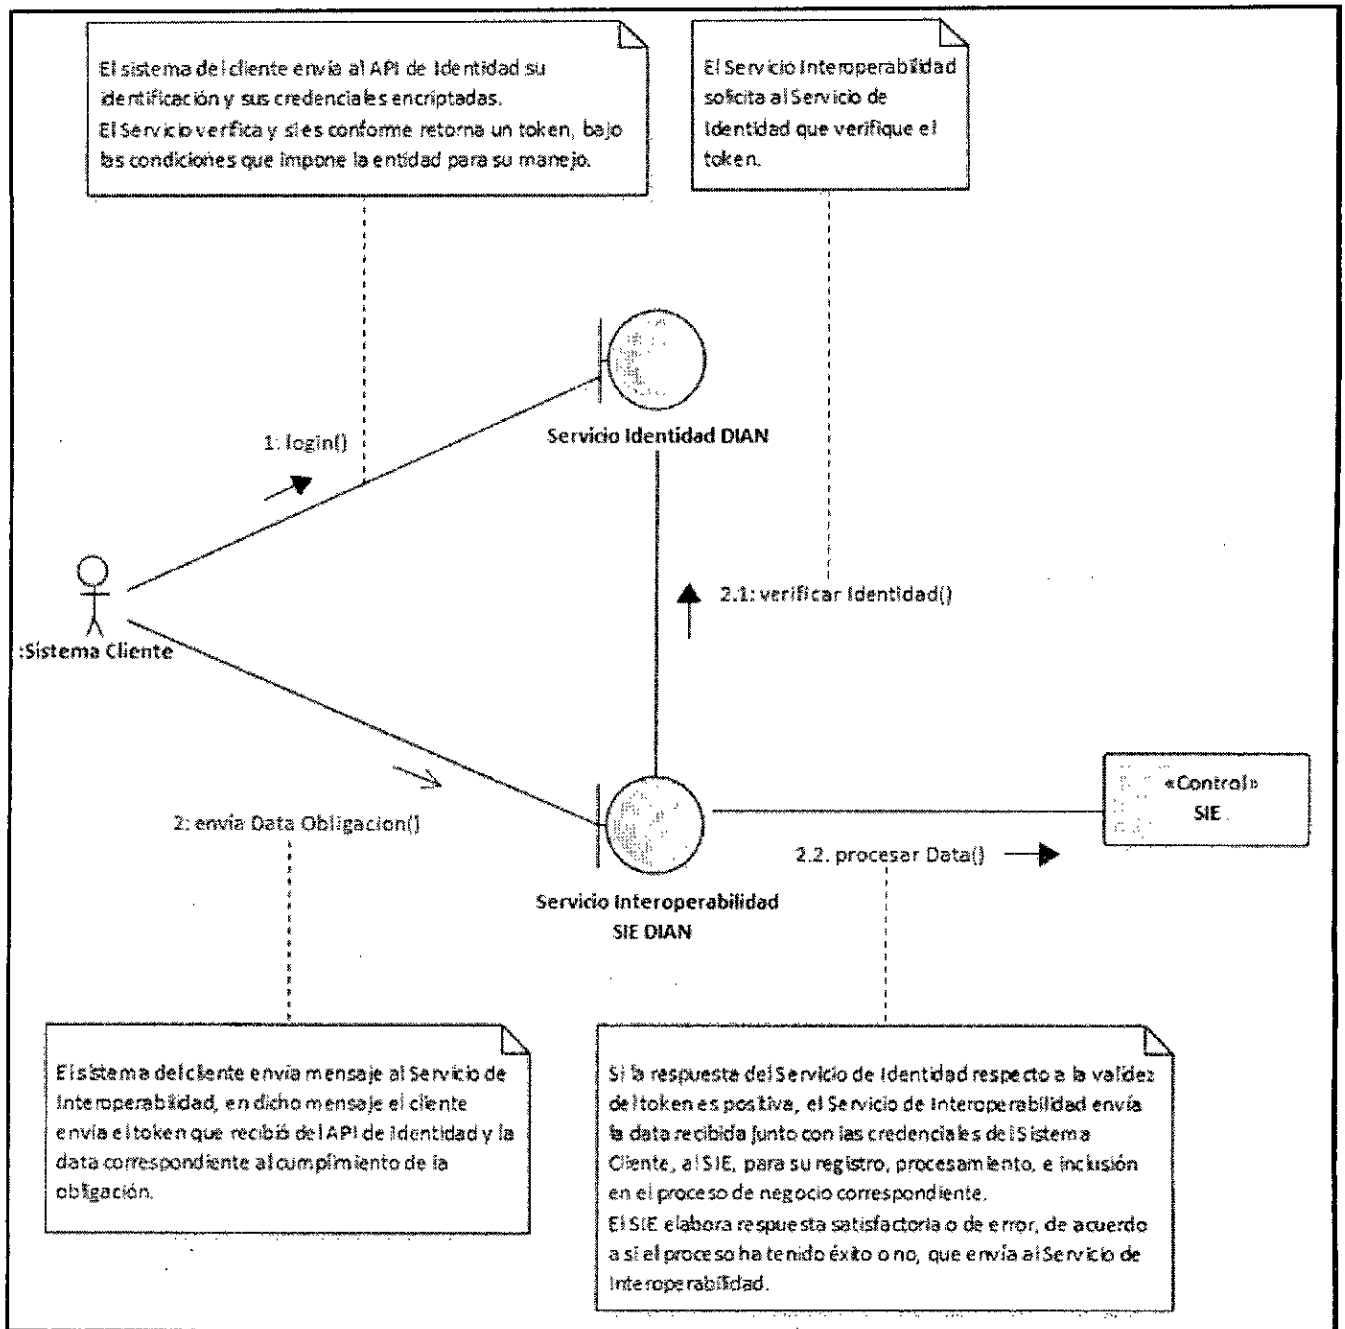 El sistema del cliente envía al API de Identidad su
identificación y sus credenciales encriptadas.
El Servicio verfica y si es conforme retorna un token, bajo
las condiciones que impone la entidad para su manejo.
El Servicio Interoperabilidad
solicita al Servicio de
Identidad que verifique el
token.
Servicio Identidad DIAN
1: login()
2.1: verificar Identidad()
:Sistema Cliente
«Control»
SIE
2: envía Data Obligacion()
2.2. procesar Data()
Servicio Interoperabilidad
SIE DIAN
El sistema del cliente envía mensaje al Servicio de
Interoperabilidad, en dicho mensaje el cliente
envía el token que recibió del API de Identidad y la
data correspondiente al cumplimiento de la
obligación.
Si la respuesta del Servicio de Identidad respecto a la validez
del token es positiva, el Servicio de Interoperabilidad envía
la data recibida junto con las credenciales del Sistema
Cliente, al SIE, para su registro, procesamiento, e inclusión
en el proceso de negocio correspondiente.
El SIE elabora respuesta satisfactoria o de error, de acuerdo
a si el proceso ha tenido éxito o no, que envía al Servicio de
Interoperabilidad.